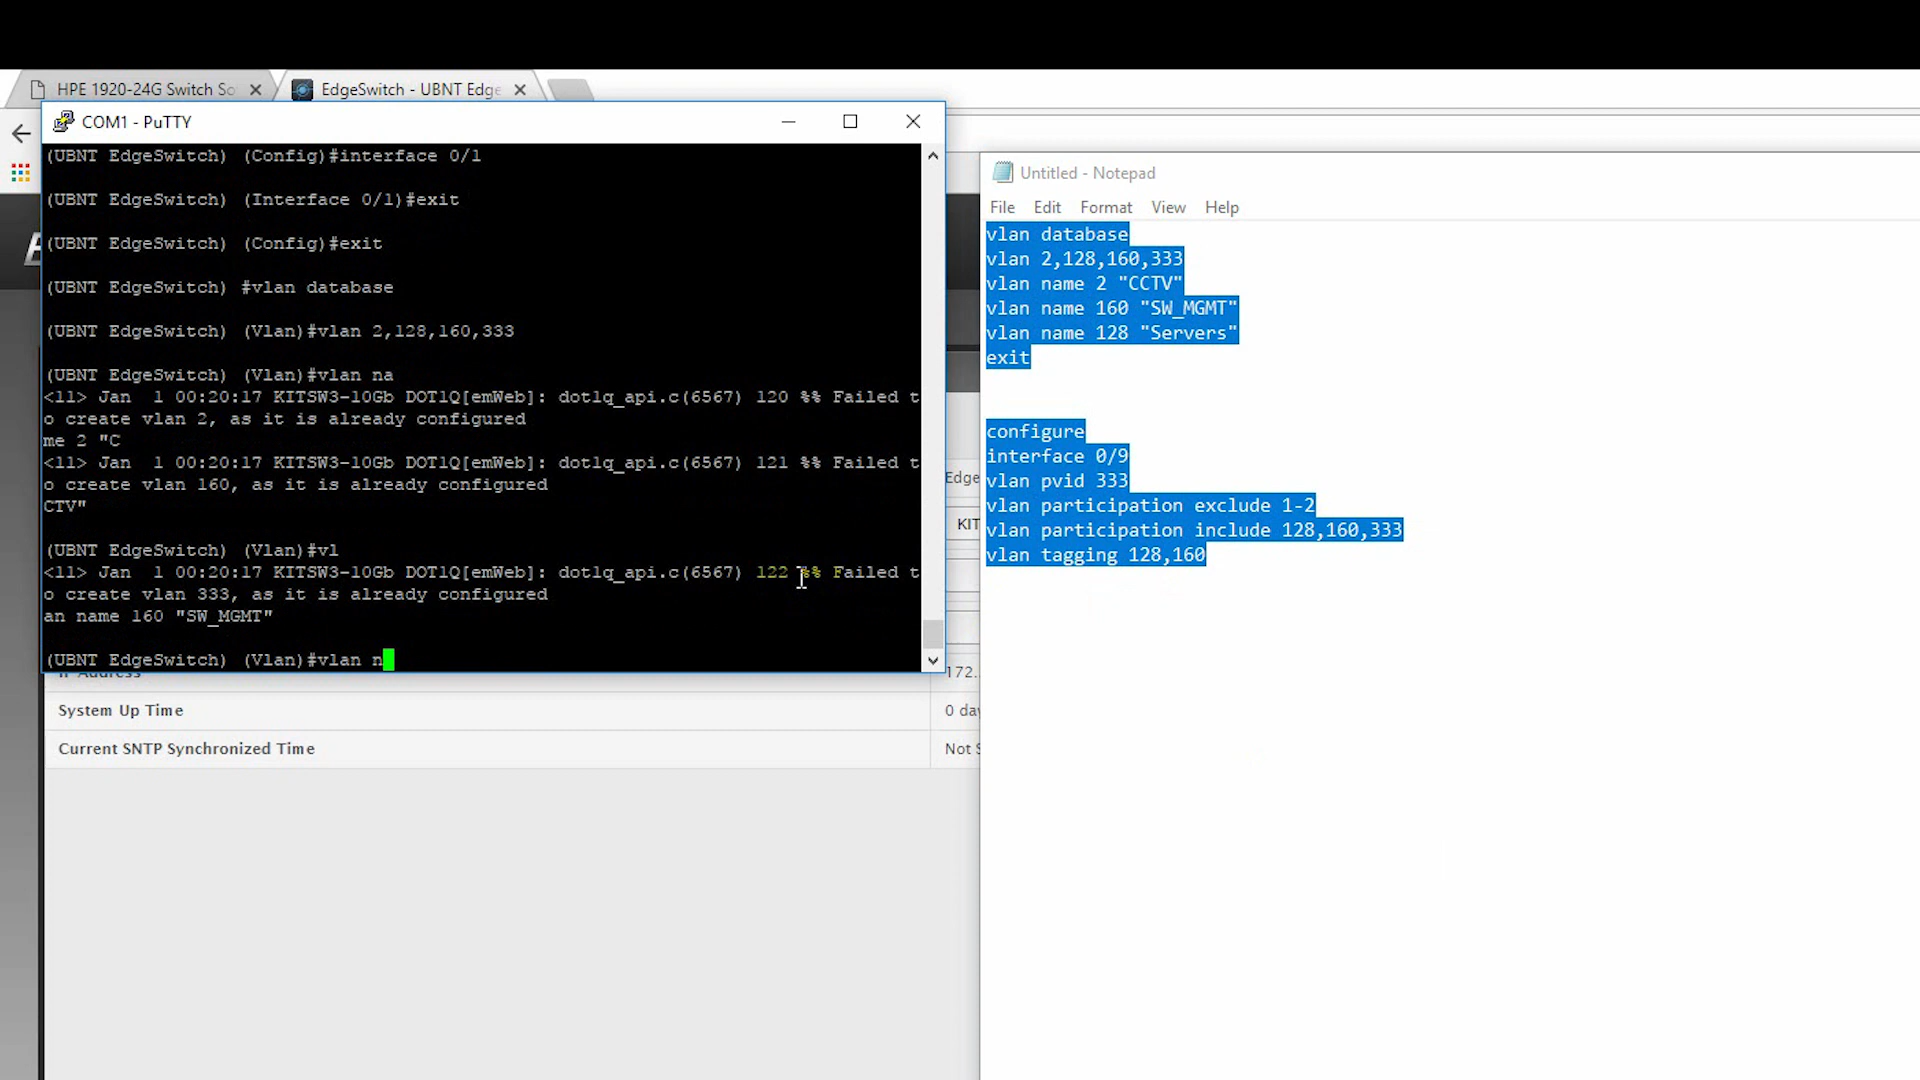 HPE 1920-24G Switch So
EdgeSwitch - UBNT Edge
COM1 - PuTTY
(UBNT EdgeSwitch) (Config)#interface 0/1
(UBNT EdgeSwitch) (Interface 0/1)#exit
(UBNT EdgeSwitch) (Config)#exit
(UBNT EdgeSwitch) #vlan database
(UBNT EdgeSwitch) (Vlan)#vlan 2,128,160,333
(UBNT EdgeSwitch) (Vlan)#vlan na
<11> Jan  1 00:20:17 KITSW3-10Gb DOT1Q[emWeb]: dot1q_api.c(6567) 120 %% Failed t
o create vlan 2, as it is already configured
me 2 "C
<11> Jan  1 00:20:17 KITSW3-10Gb DOT1Q[emWeb]: dot1q_api.c(6567) 121 %% Failed t
o create vlan 160, as it is already configured
CTV"
(UBNT EdgeSwitch) (Vlan)#vl
<11> Jan  1 00:20:17 KITSW3-10Gb DOT1Q[emWeb]: dot1q_api.c(6567) 122 %% Failed t
o create vlan 333, as it is already configured
an name 160 "SW_MGMT"
(UBNT EdgeSwitch) (Vlan)#vlan n
IP Address
172.
System Up Time
0 day
Current SNTP Synchronized Time
Not S
Edge
KIT
Untitled - Notepad
File Edit Format View Help
vlan database
vlan 2,128,160,333
vlan name 2 "CCTV"
vlan name 160 "SW_MGMT"
vlan name 128 "Servers"
exit
configure
interface 0/9
vlan pvid 333
vlan participation exclude 1-2
vlan participation include 128,160,333
vlan tagging 128,160